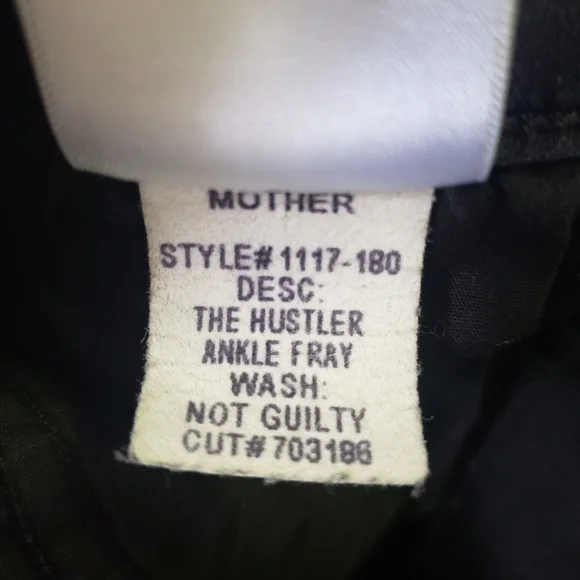 MOTHER
STYLE# 1117-180
DESC:
THE HUSTLER
ANKLE FRAY
WASH:
NOT GUILTY
CUT# 703186